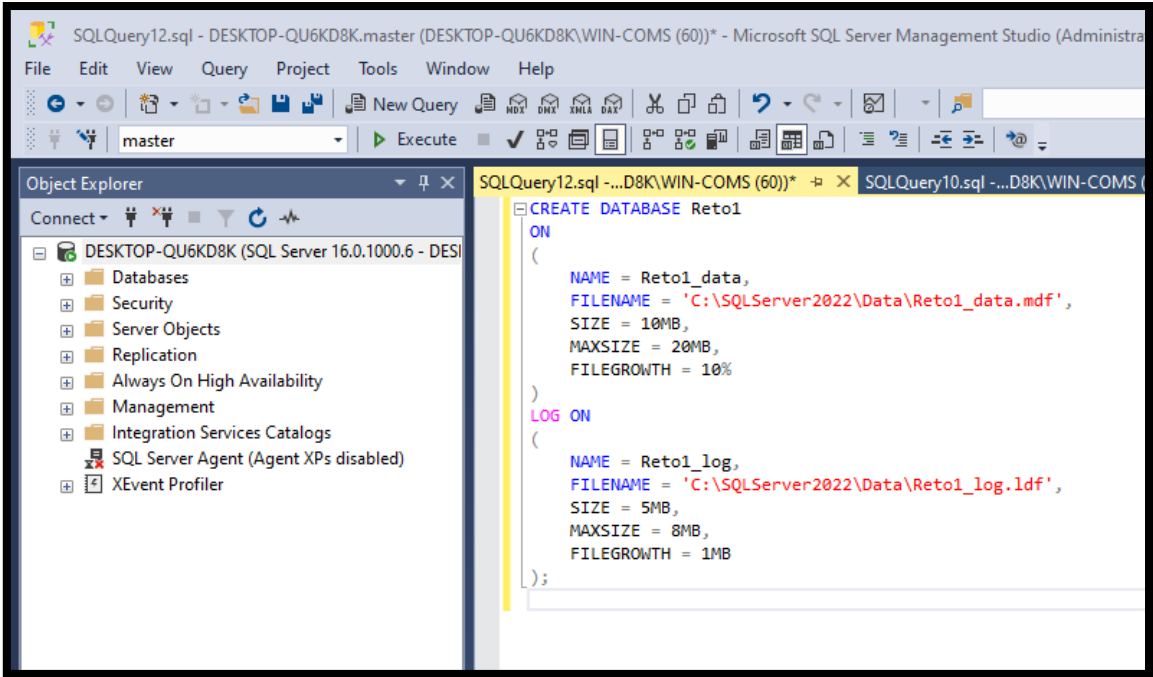 SQLQuery12.sql - DESKTOP-QU6KD8K.master (DESKTOP-QU6KD8K\WIN-COMS (60))* - Microsoft SQL Server Management Studio (Administra
File Edit View Query Project Tools Window Help
New Query MDX DMX XMLA DAX
master Execute
Object Explorer
Connect
DESKTOP-QU6KD8K (SQL Server 16.0.1000.6 - DESI
Databases
Security
Server Objects
Replication
Always On High Availability
Management
Integration Services Catalogs
SQL Server Agent (Agent XPs disabled)
XEvent Profiler
SQLQuery12.sql -...D8K\WIN-COMS (60))* SQLQuery10.sql -...D8K\WIN-COMS (
CREATE DATABASE Reto1
ON
(
NAME = Reto1_data,
FILENAME = 'C:\SQLServer2022\Data\Reto1_data.mdf',
SIZE = 10MB,
MAXSIZE = 20MB,
FILEGROWTH = 10%
)
LOG ON
(
NAME = Reto1_log,
FILENAME = 'C:\SQLServer2022\Data\Reto1_log.ldf',
SIZE = 5MB,
MAXSIZE = 8MB,
FILEGROWTH = 1MB
);